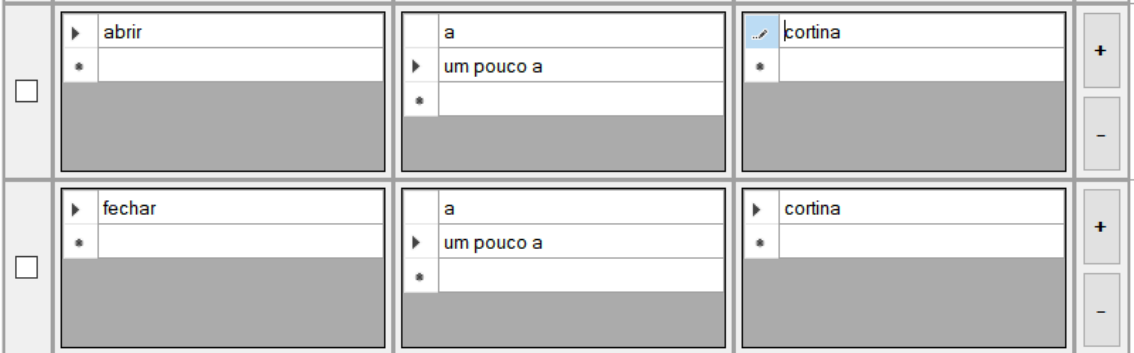 abrir a cortina
um pouco a
+
-
fechar a cortina
um pouco a
+
-